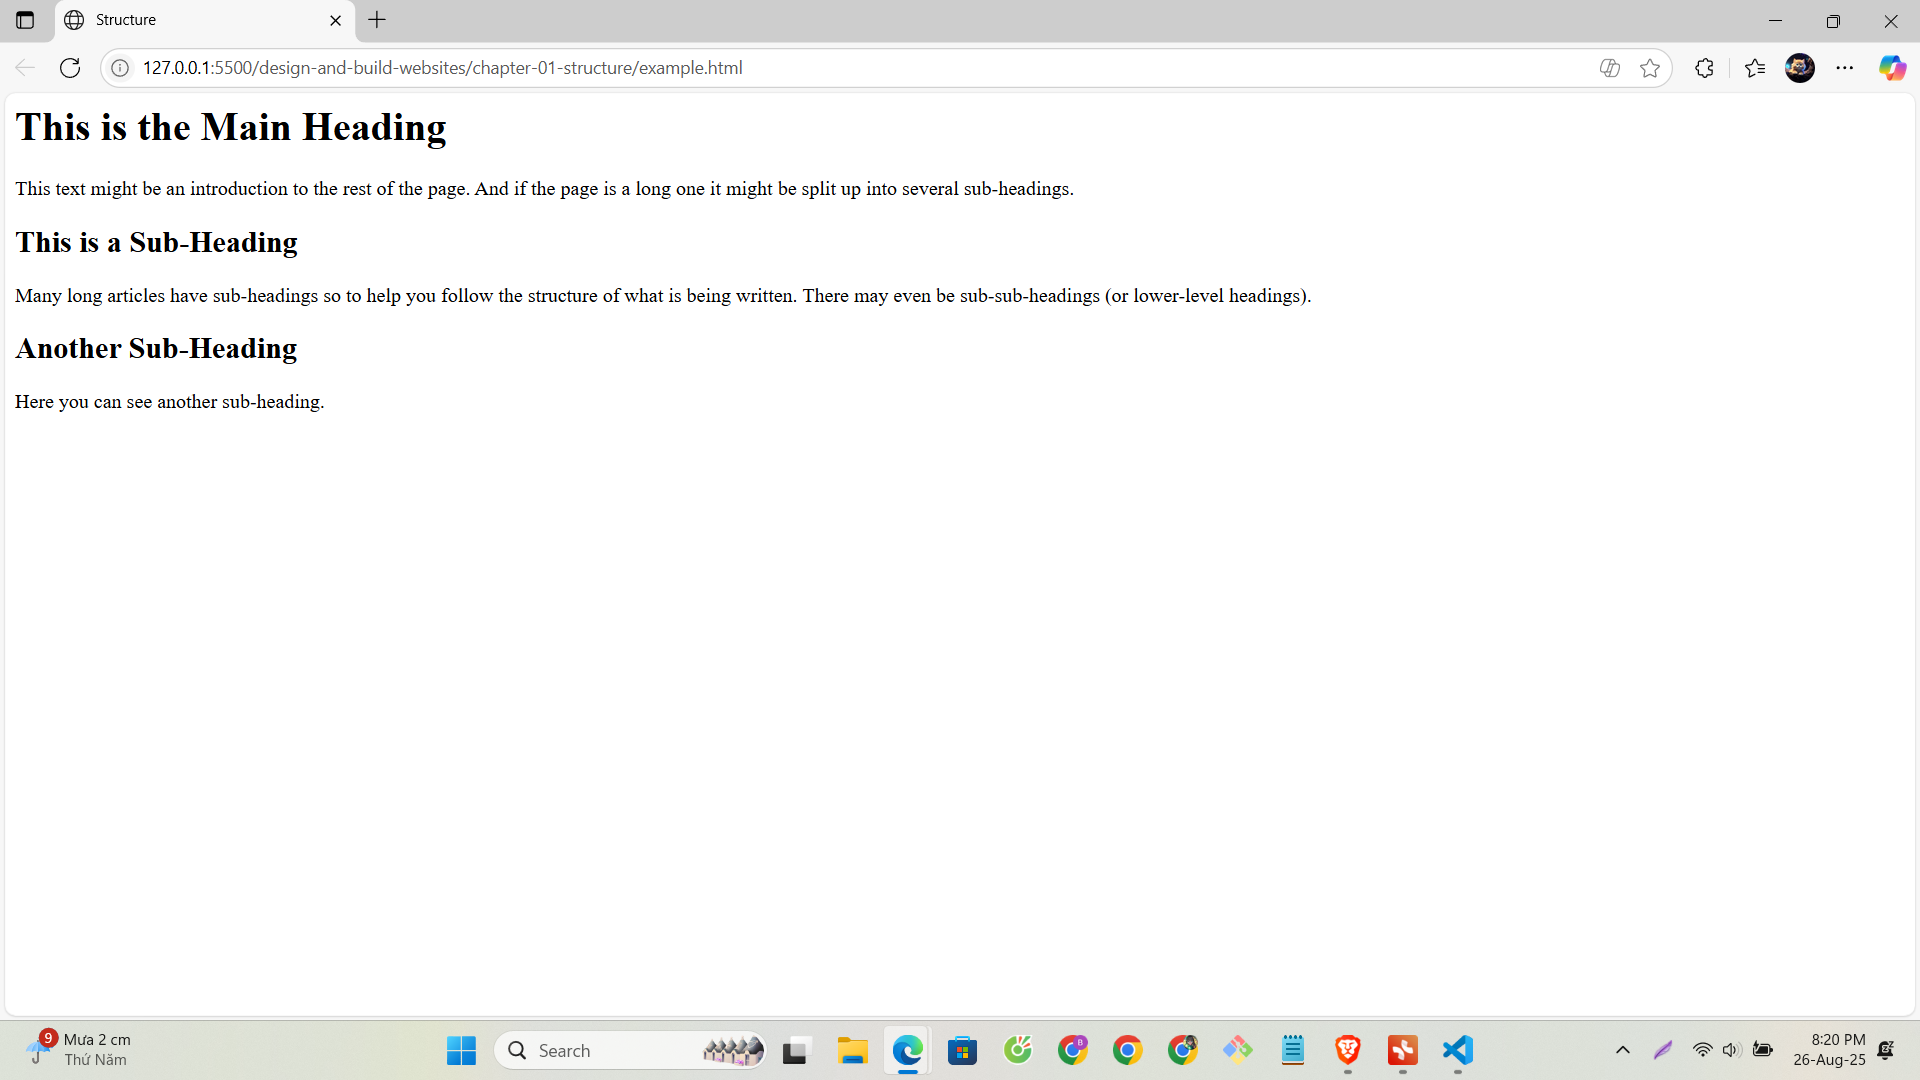 Structure
127.0.0.1:5500/design-and-build-websites/chapter-01-structure/example.html
This is the Main Heading
This text might be an introduction to the rest of the page. And if the page is a long one it might be split up into several sub-headings.
This is a Sub-Heading
Many long articles have sub-headings so to help you follow the structure of what is being written. There may even be sub-sub-headings (or lower-level headings).
Another Sub-Heading
Here you can see another sub-heading.
9
Mưa 2 cm
Thứ Năm
Search
B
8:20 PM
26-Aug-25